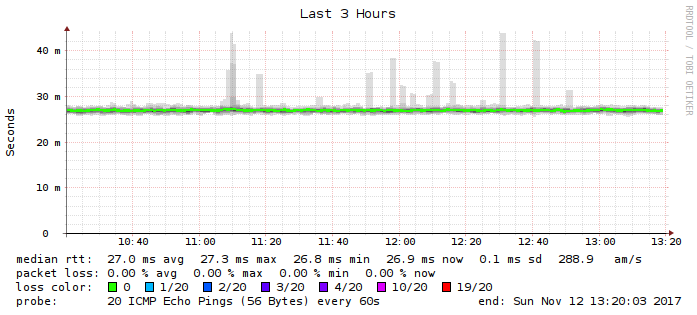 Last 3 Hours
RRDTOOL / TOBI OETIKER
Seconds
40 m
30 m
20 m
10 m
0
10:40 11:00 11:20 11:40 12:00 12:20 12:40 13:00 13:20
median rtt: 27.0 ms avg 27.3 ms max 26.8 ms min 26.9 ms now 0.1 ms sd 288.9 am/s
packet loss: 0.00 % avg 0.00 % max 0.00 % min 0.00 % now
loss color: 0 1/20 2/20 3/20 4/20 10/20 19/20
probe: 20 ICMP Echo Pings (56 Bytes) every 60s end: Sun Nov 12 13:20:03 2017